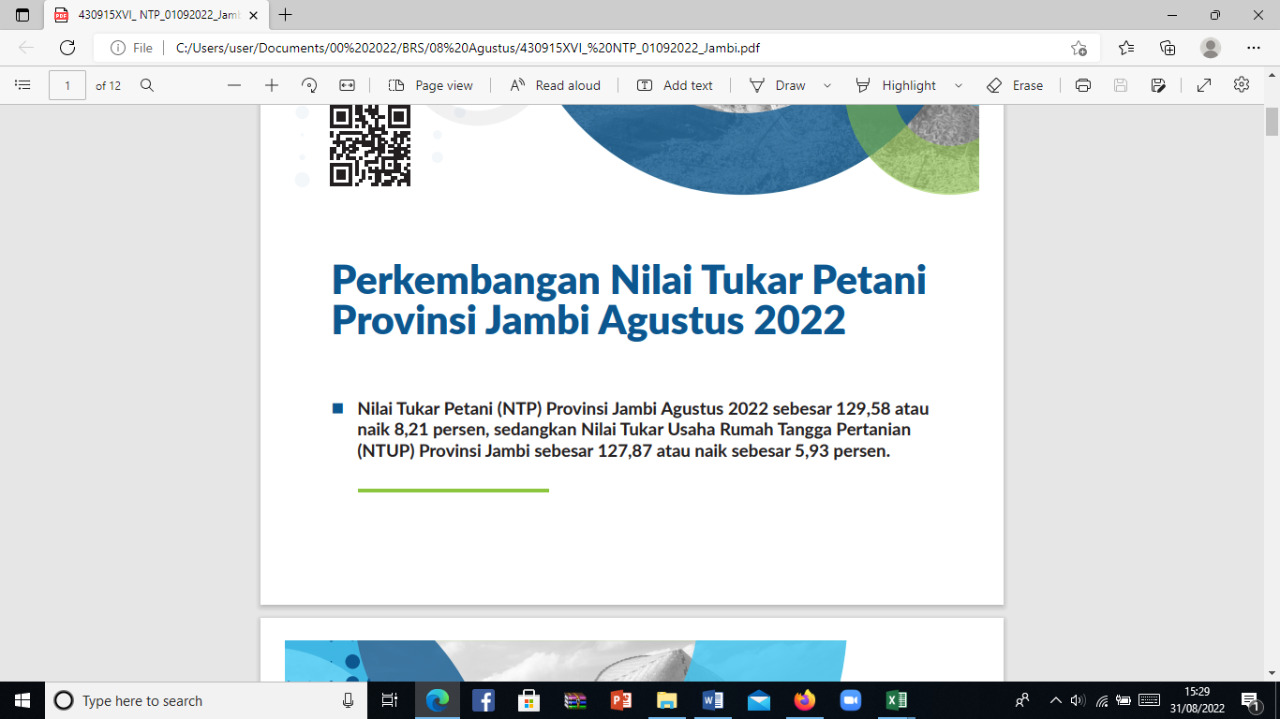 430915XVI_ NTP_01092022_Jambi
File
C:/Users/user/Documents/00%202022/BRS/08%20Agustus/430915XVI_%20NTP_01092022_Jambi.pdf
1
of 12
Page view
Read aloud
Add text
Draw
Highlight
Erase
Perkembangan Nilai Tukar Petani
Provinsi Jambi Agustus 2022
Nilai Tukar Petani (NTP) Provinsi Jambi Agustus 2022 sebesar 129,58 atau
naik 8,21 persen, sedangkan Nilai Tukar Usaha Rumah Tangga Pertanian
(NTUP) Provinsi Jambi sebesar 127,87 atau naik sebesar 5,93 persen.
Type here to search
15:29
31/08/2022
1